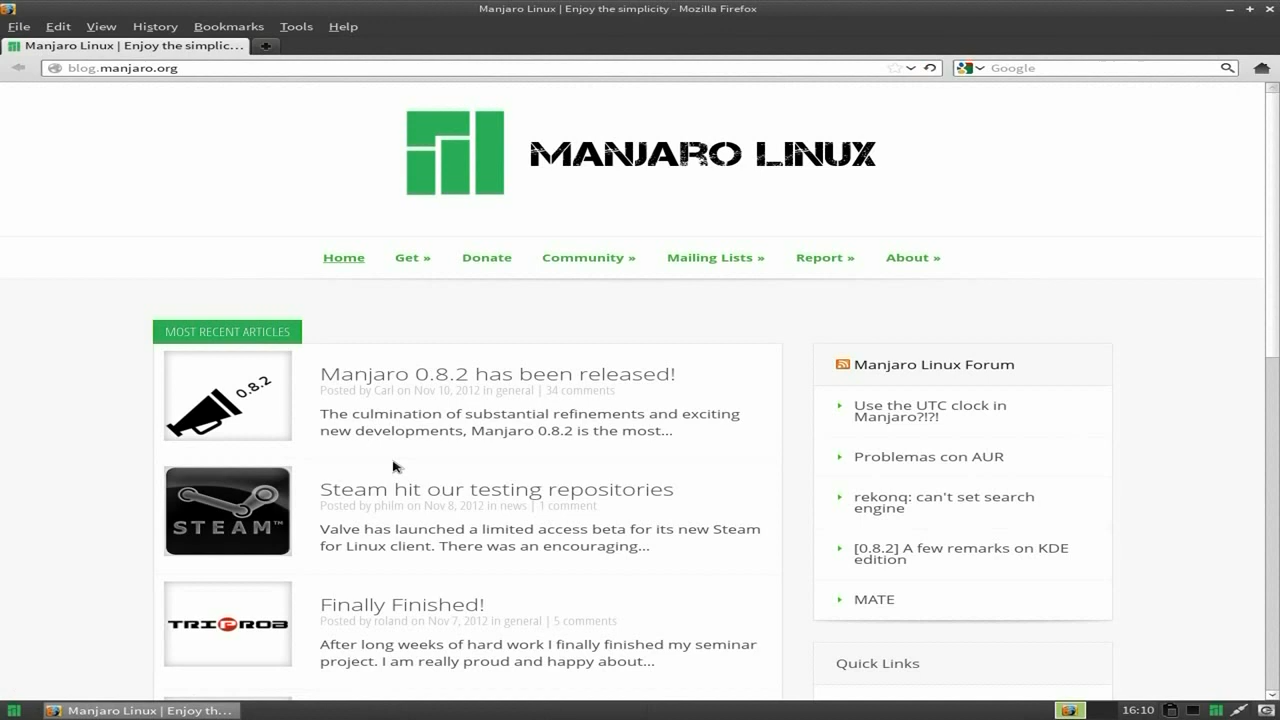 Manjaro Linux | Enjoy the simplicity - Mozilla Firefox
File Edit View History Bookmarks Tools Help
Manjaro Linux | Enjoy the simplic...
blog.manjaro.org
Google
MANJARO LINUX
Home Get » Donate Community » Mailing Lists » Report » About »
MOST RECENT ARTICLES
0.8.2
Manjaro 0.8.2 has been released!
Posted by Carl on Nov 10, 2012 in general | 34 comments
The culmination of substantial refinements and exciting
new developments, Manjaro 0.8.2 is the most...
STEAM™
Steam hit our testing repositories
Posted by philm on Nov 8, 2012 in news | 1 comment
Valve has launched a limited access beta for its new Steam
for Linux client. There was an encouraging...
TRIPROB
Finally Finished!
Posted by roland on Nov 7, 2012 in general | 5 comments
After long weeks of hard work I finally finished my seminar
project. I am really proud and happy about...
Manjaro Linux Forum
Use the UTC clock in
Manjaro?!?!
Problemas con AUR
rekonq: can't set search
engine
[0.8.2] A few remarks on KDE
edition
MATE
Quick Links
Manjaro Linux | Enjoy th...
16:10